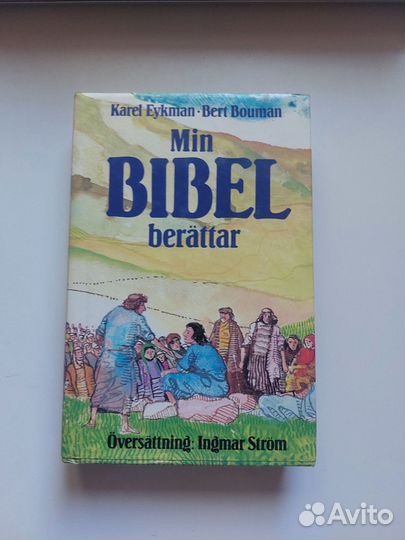 Karel Eykman · Bert Bouman
Min
BIBEL
berättar
Översättning: Ingmar Ström
Avito